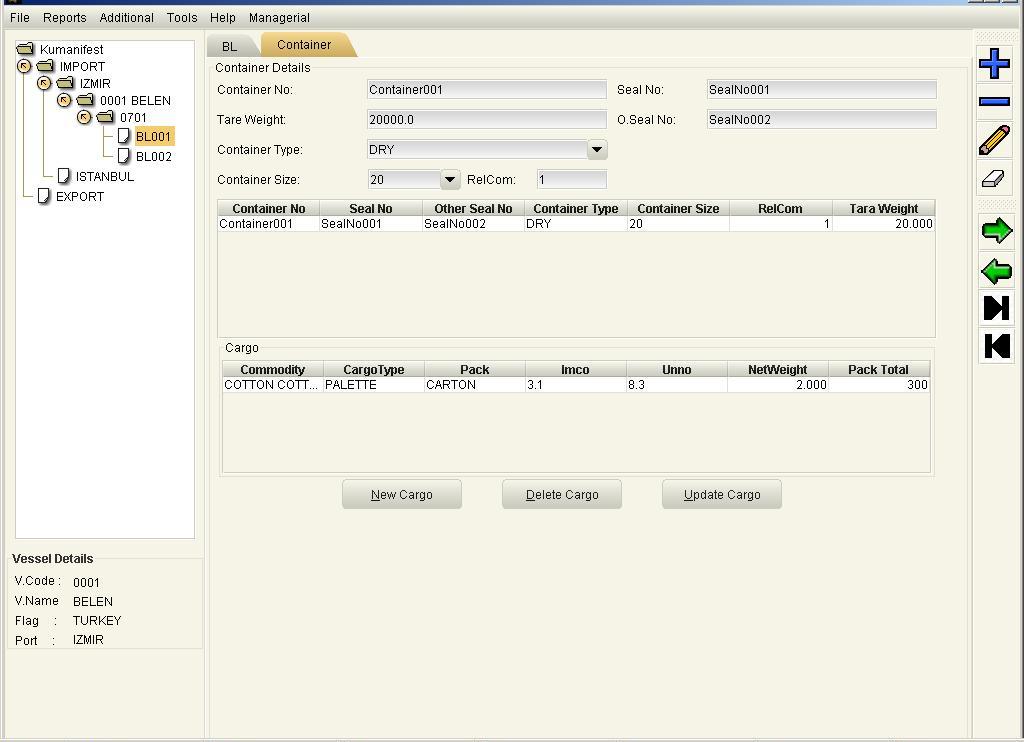 File Reports Additional Tools Help Managerial
Kumanifest
IMPORT
IZMIR
0001 BELEN
0701
BL001
BL002
ISTANBUL
EXPORT
Vessel Details
V.Code : 0001
V.Name BELEN
Flag : TURKEY
Port : IZMIR
BL Container
Container Details
Container No: Container001 Seal No: SealNo001
Tare Weight: 20000.0 O.Seal No: SealNo002
Container Type: DRY
Container Size: 20 RelCom: 1
Container No Seal No Other Seal No Container Type Container Size RelCom Tara Weight
Container001 SealNo001 SealNo002 DRY 20 1 20.000
Cargo
Commodity CargoType Pack Imco Unno NetWeight Pack Total
COTTON COTT... PALETTE CARTON 3.1 8.3 2.000 300
New Cargo Delete Cargo Update Cargo